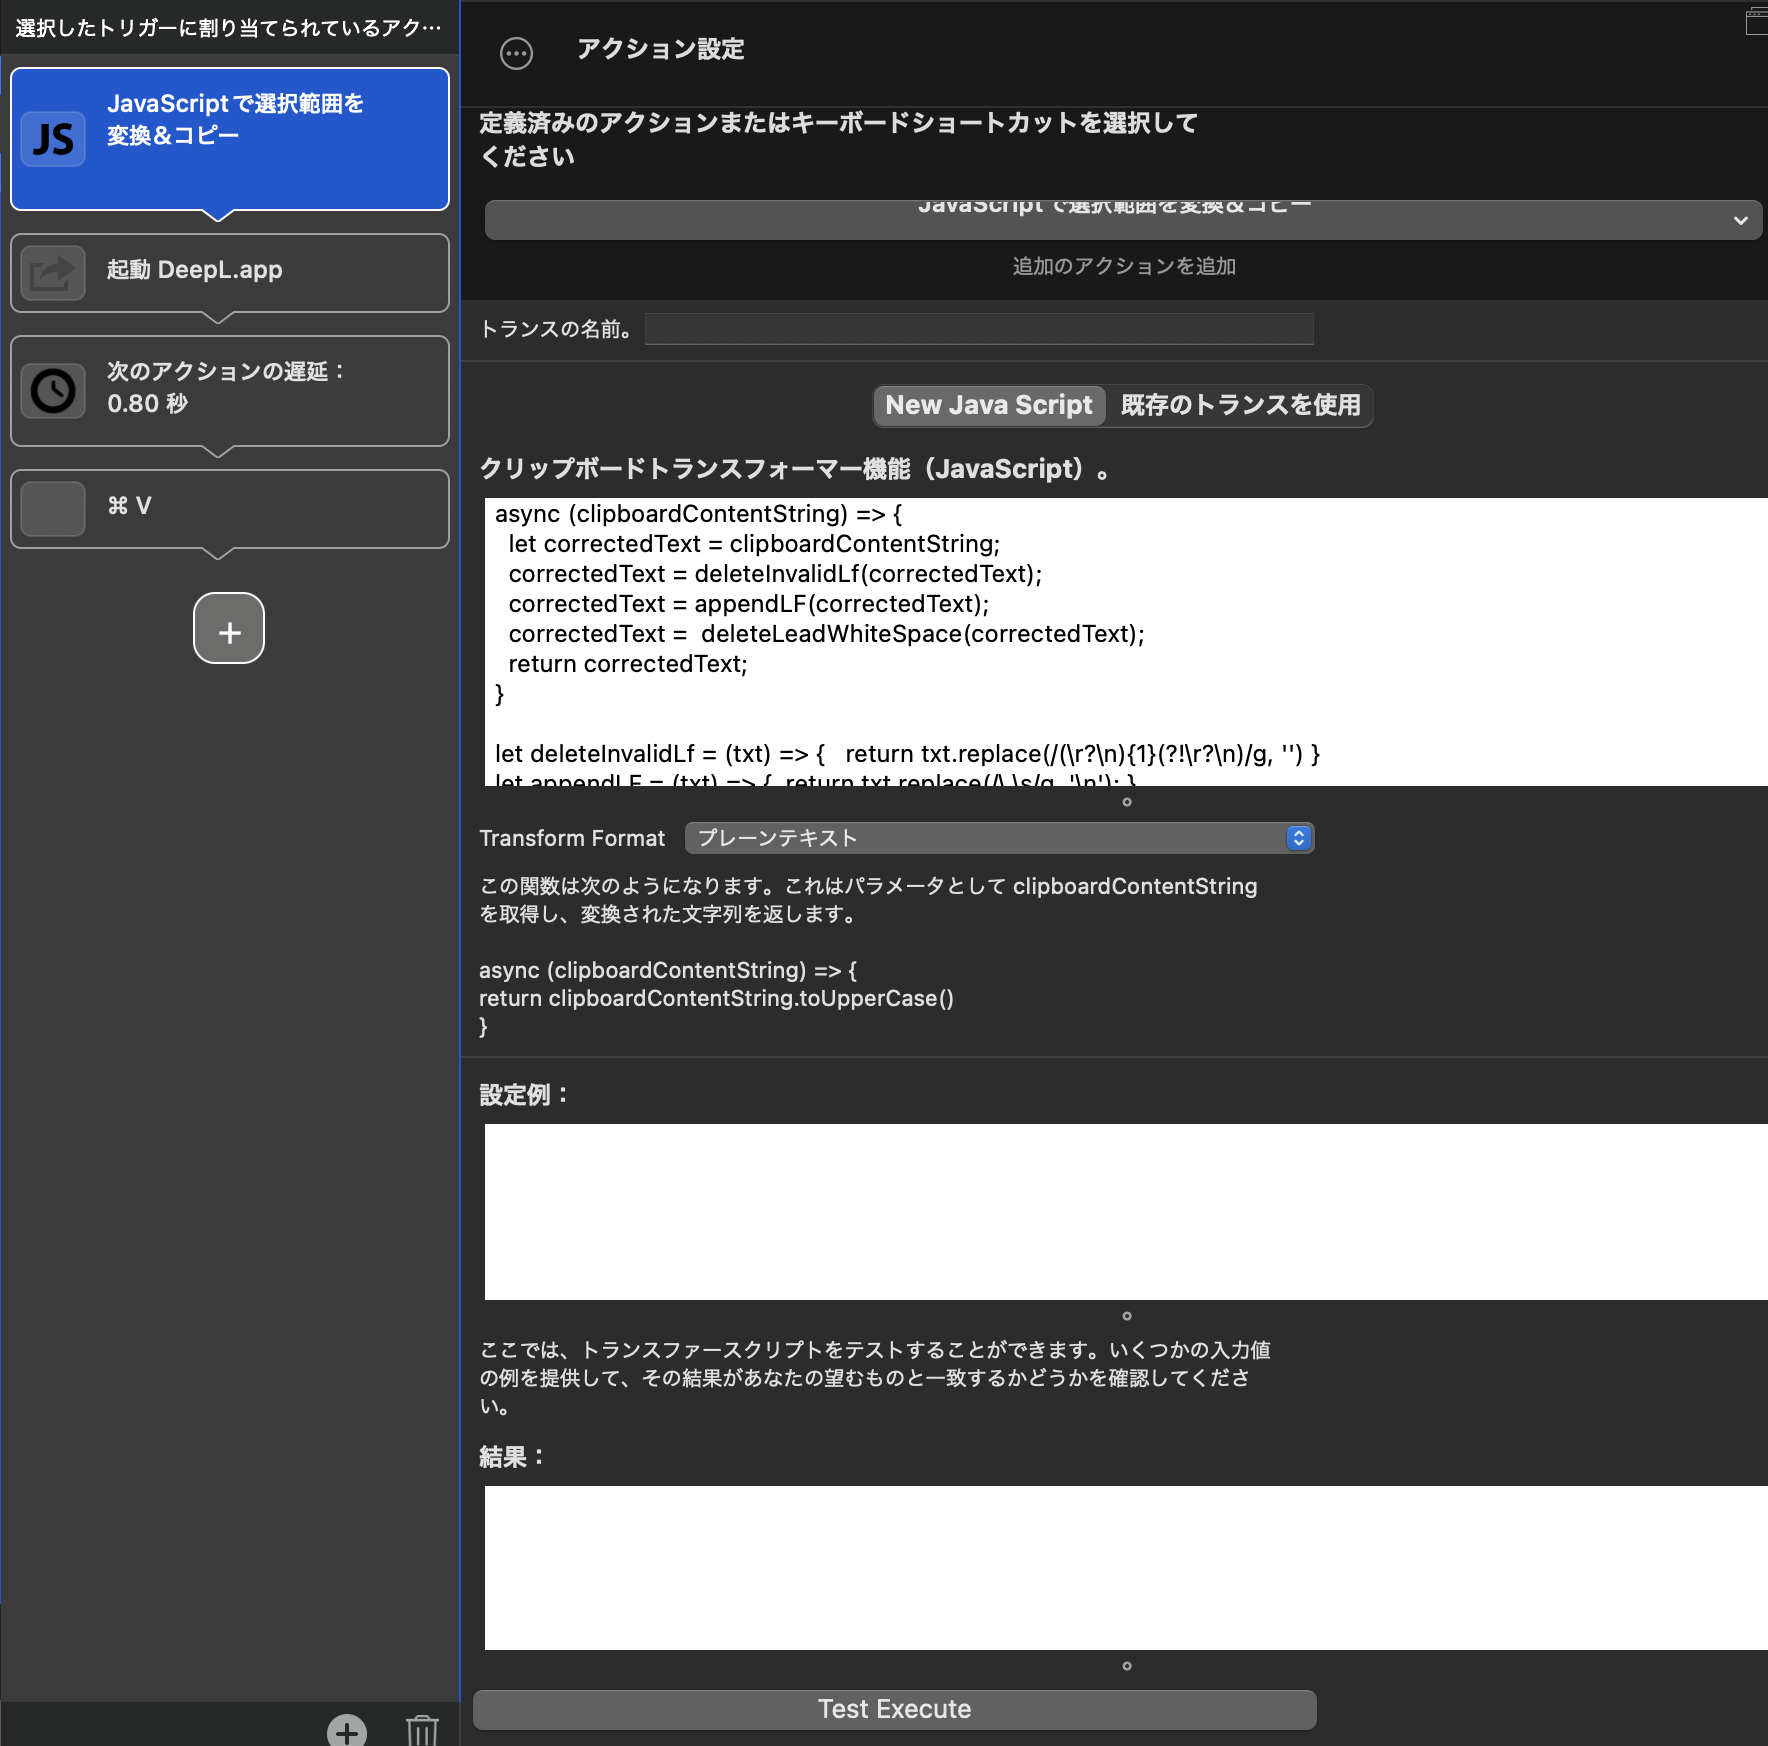 選択したトリガーに割り当てられているアク…
JS
JavaScriptで選択範囲を
変換&コピー
起動 DeepL.app
次のアクションの遅延：
0.80 秒
⌘ V
アクション設定
定義済みのアクションまたはキーボードショートカットを選択して
ください
JavaScript で選択範囲を変換&コピー
追加のアクションを追加
トランスの名前。
New Java Script
既存のトランスを使用
クリップボードトランスフォーマー機能（JavaScript）。
async (clipboardContentString) => {
  let correctedText = clipboardContentString;
  correctedText = deleteInvalidLf(correctedText);
  correctedText = appendLF(correctedText);
  correctedText =  deleteLeadWhiteSpace(correctedText);
  return correctedText;
}
let deleteInvalidLf = (txt) => {   return txt.replace(/(\r?\n){1}(?!\r?\n)/g, '') }
let appendLF = (txt) => {  return txt.replace(/\.\s/g, '\n'); }
Transform Format
プレーンテキスト
この関数は次のようになります。これはパラメータとして clipboardContentString
を取得し、変換された文字列を返します。
async (clipboardContentString) => {
return clipboardContentString.toUpperCase()
}
設定例：
ここでは、トランスファースクリプトをテストすることができます。いくつかの入力値
の例を提供して、その結果があなたの望むものと一致するかどうかを確認してくださ
い。
結果：
Test Execute